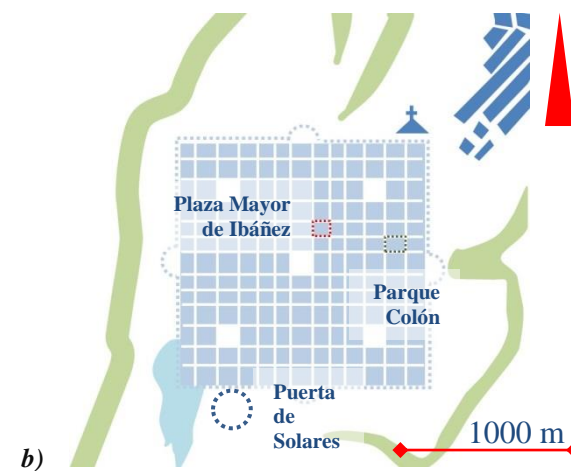 Plaza Mayor
de Ibáñez
Parque
Colón
Puerta
de
Solares
1000 m
b)